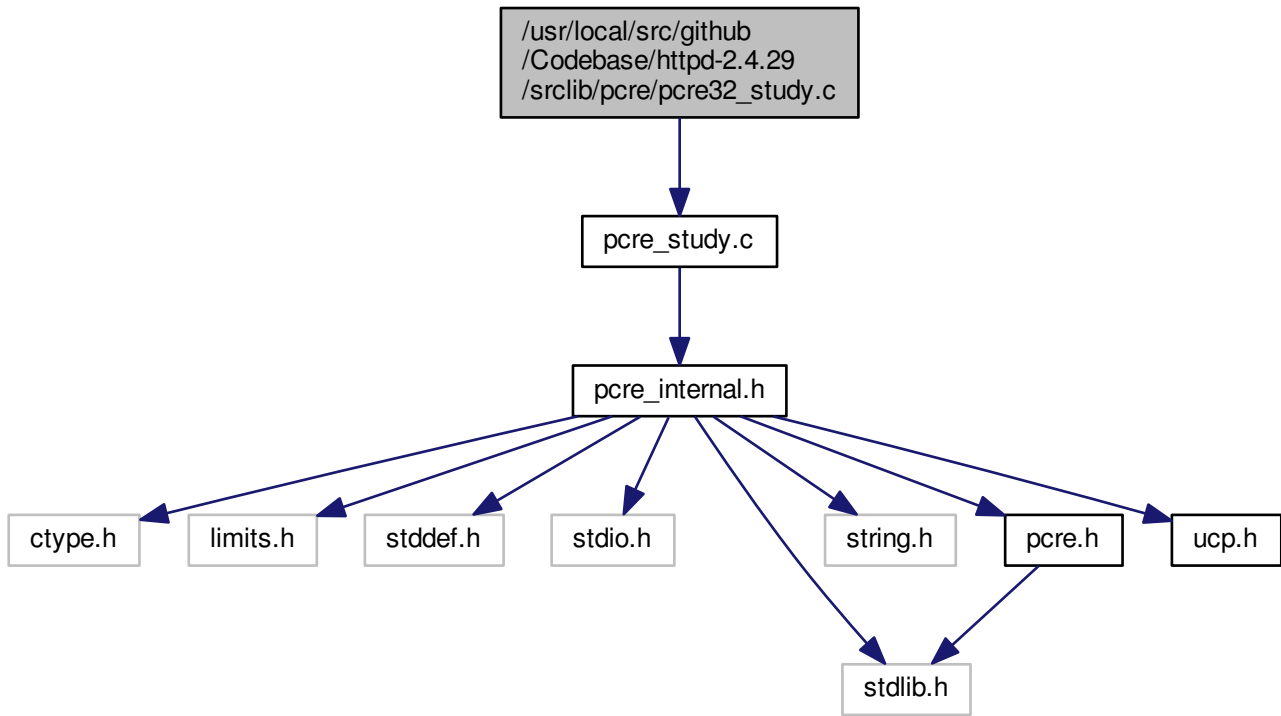 /usr/local/src/github
/Codebase/httpd-2.4.29
/srclib/pcre/pcre32_study.c
pcre_study.c
pcre_internal.h
ctype.h
limits.h
stddef.h
stdio.h
string.h
pcre.h
ucp.h
stdlib.h